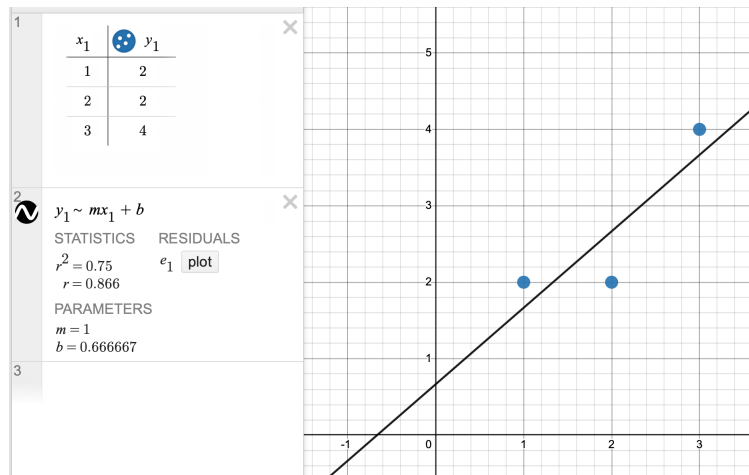 1
x₁ y₁
1 2
2 2
3 4
2
y₁ ~ mx₁ + b
STATISTICS RESIDUALS
r² = 0.75 e₁ plot
r = 0.866
PARAMETERS
m = 1
b = 0.666667
3
5
4
3
2
1
-1 0 1 2 3